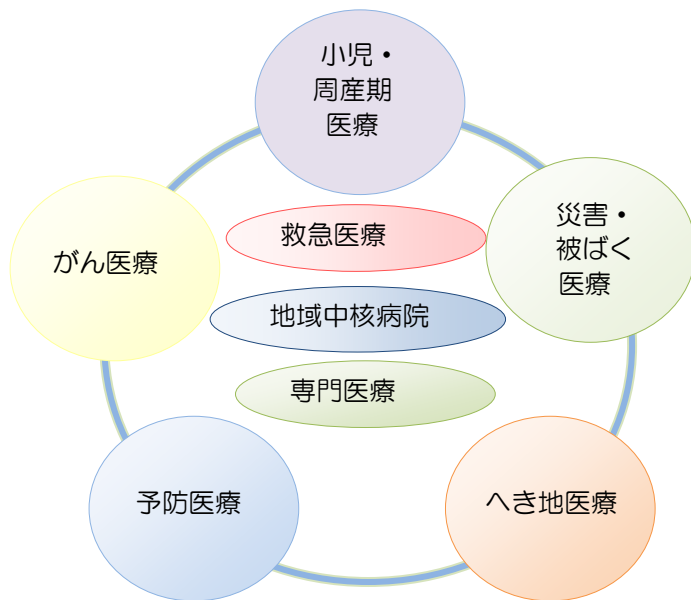 小児・
周産期
医療
救急医療
災害・
被ばく
医療
がん医療
地域中核病院
専門医療
予防医療
へき地医療